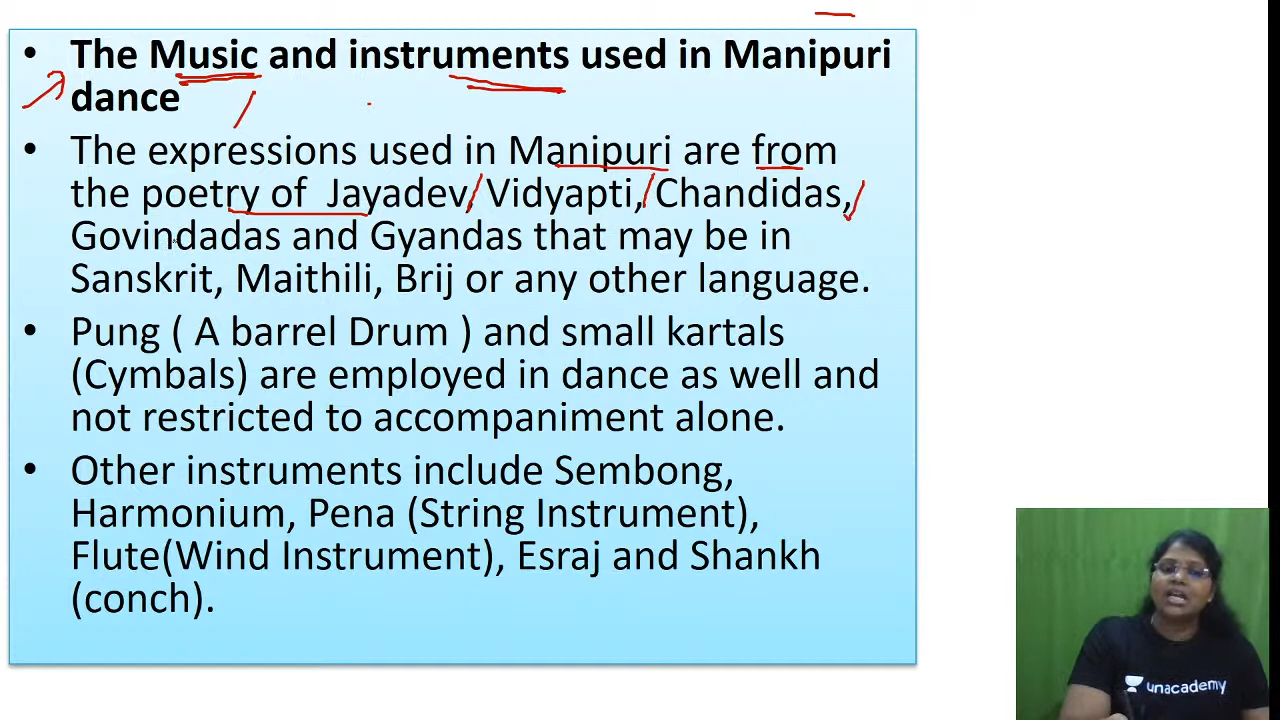 • The Music and instruments used in Manipuri
dance
• The expressions used in Manipuri are from
the poetry of Jayadev, Vidyapti, Chandidas,
Govindadas and Gyandas that may be in
Sanskrit, Maithili, Brij or any other language.
• Pung ( A barrel Drum ) and small kartals
(Cymbals) are employed in dance as well and
not restricted to accompaniment alone.
• Other instruments include Sembong,
Harmonium, Pena (String Instrument),
Flute(Wind Instrument), Esraj and Shankh
(conch).
unacademy